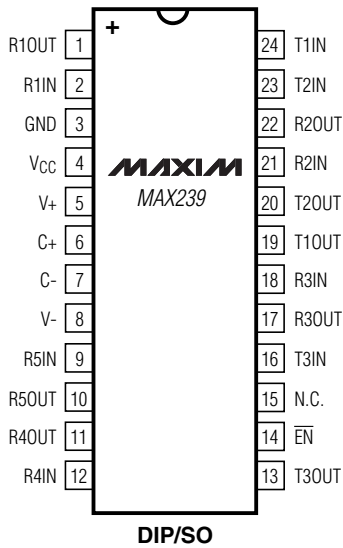 +
R1OUT 1
R1IN 2
GND 3
VCC 4
V+ 5
C+ 6
C- 7
V- 8
R5IN 9
R5OUT 10
R4OUT 11
R4IN 12
MAXIM
MAX239
24 T1IN
23 T2IN
22 R2OUT
21 R2IN
20 T2OUT
19 T1OUT
18 R3IN
17 R3OUT
16 T3IN
15 N.C.
14 E̅N̅
13 T3OUT
DIP/SO